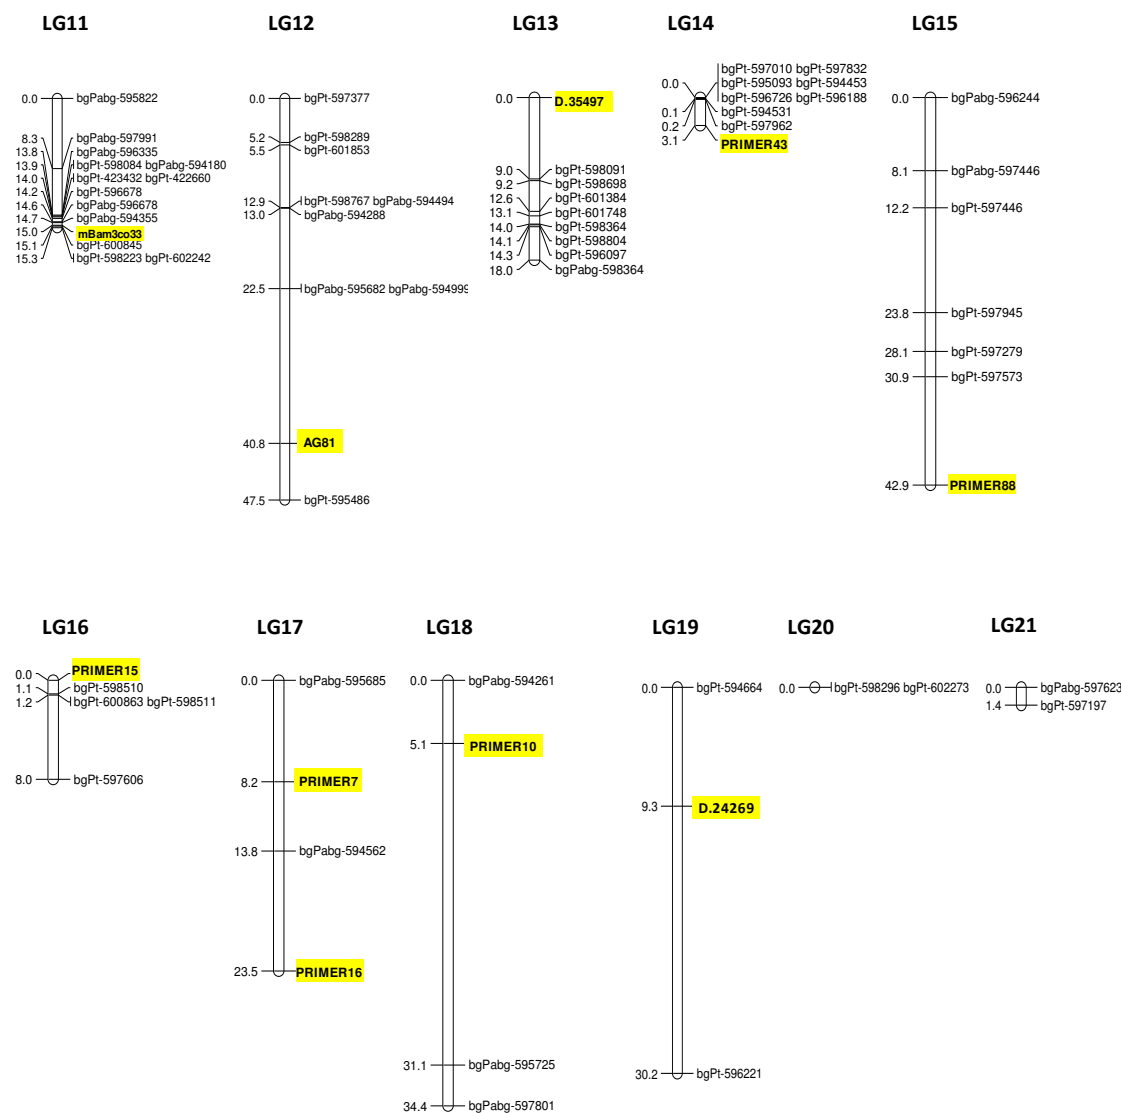 LG11
0.0 bgPabg-595822
8.3 bgPabg-597991
13.8 bgPabg-596335
13.9 bgPt-598084 bgPabg-594180
14.0 bgPt-423432 bgPt-422660
14.2 bgPt-596678
14.6 bgPabg-596678
14.7 bgPabg-594355
15.0 mBam3co33
15.1 bgPt-600845
15.3 bgPt-598223 bgPt-602242
LG12
0.0 bgPt-597377
5.2 bgPt-598289
5.5 bgPt-601853
12.9 bgPt-598767 bgPabg-594494
13.0 bgPabg-594288
22.5 bgPabg-595682 bgPabg-594999
40.8 AG81
47.5 bgPt-595486
LG13
0.0 D.35497
9.0 bgPt-598091
9.2 bgPt-598698
12.6 bgPt-601384
13.1 bgPt-601748
14.0 bgPt-598364
14.1 bgPt-598804
14.3 bgPt-596097
18.0 bgPabg-598364
LG14
bgPt-597010 bgPt-597832
0.0 bgPt-595093 bgPt-594453
bgPt-596726 bgPt-596188
0.1 bgPt-594531
0.2 bgPt-597962
3.1 PRIMER43
LG15
0.0 bgPabg-596244
8.1 bgPabg-597446
12.2 bgPt-597446
23.8 bgPt-597945
28.1 bgPt-597279
30.9 bgPt-597573
42.9 PRIMER88
LG16
0.0 PRIMER15
1.1 bgPt-598510
1.2 bgPt-600863 bgPt-598511
8.0 bgPt-597606
LG17
0.0 bgPabg-595685
8.2 PRIMER7
13.8 bgPabg-594562
23.5 PRIMER16
LG18
0.0 bgPabg-594261
5.1 PRIMER10
31.1 bgPabg-595725
34.4 bgPabg-597801
LG19
0.0 bgPt-594664
9.3 D.24269
30.2 bgPt-596221
LG20
0.0 bgPt-598296 bgPt-602273
LG21
0.0 bgPabg-597623
1.4 bgPt-597197